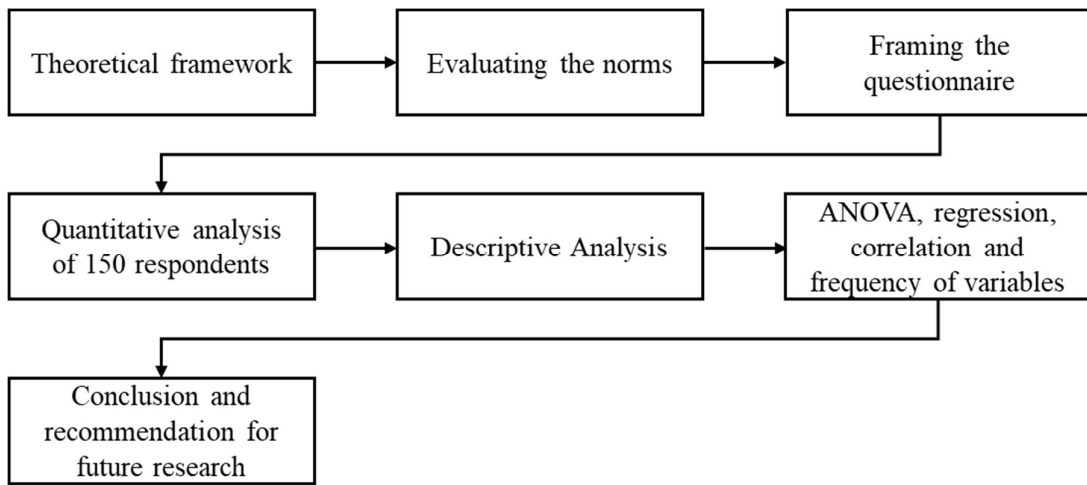 Theoretical framework
Evaluating the norms
Framing the
questionnaire
Quantitative analysis
of 150 respondents
Descriptive Analysis
ANOVA, regression,
correlation and
frequency of variables
Conclusion and
recommendation for
future research